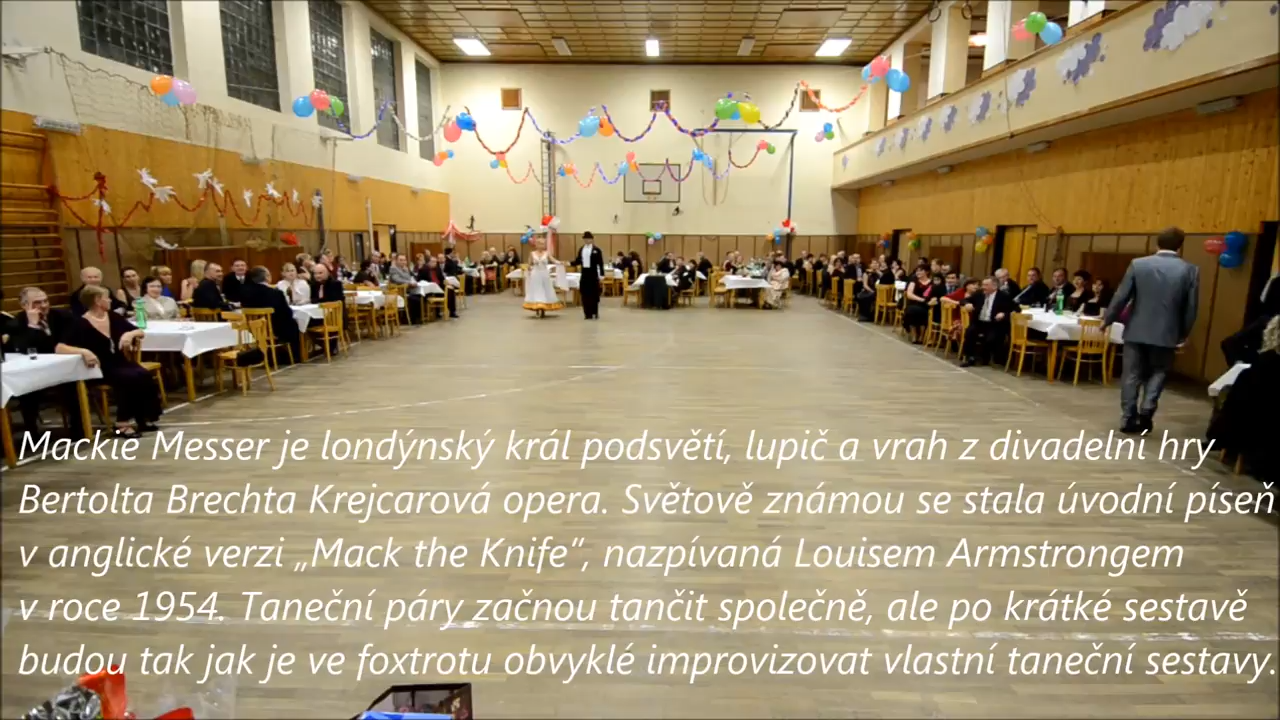 Mackie Messer je londýnský král podsvětí, lupič a vrah z divadelní hry
Bertolta Brechta Krejcarová opera. Světově známou se stala úvodní píseň
v anglické verzi „Mack the Knife“, nazpívaná Louisem Armstrongem
v roce 1954. Taneční páry začnou tančit společně, ale po krátké sestavě
budou tak jak je ve foxtrotu obvyklé improvizovat vlastní taneční sestavy.